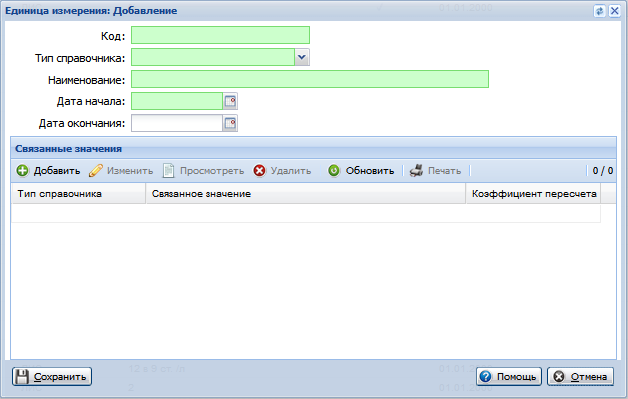 Единица измерения: Добавление
Код:
Тип справочника:
Наименование:
Дата начала:
Дата окончания:
Связанные значения
Добавить Изменить Просмотреть Удалить Обновить Печать 0 / 0
Тип справочника Связанное значение Коэффициент пересчета
Сохранить Помощь Отмена